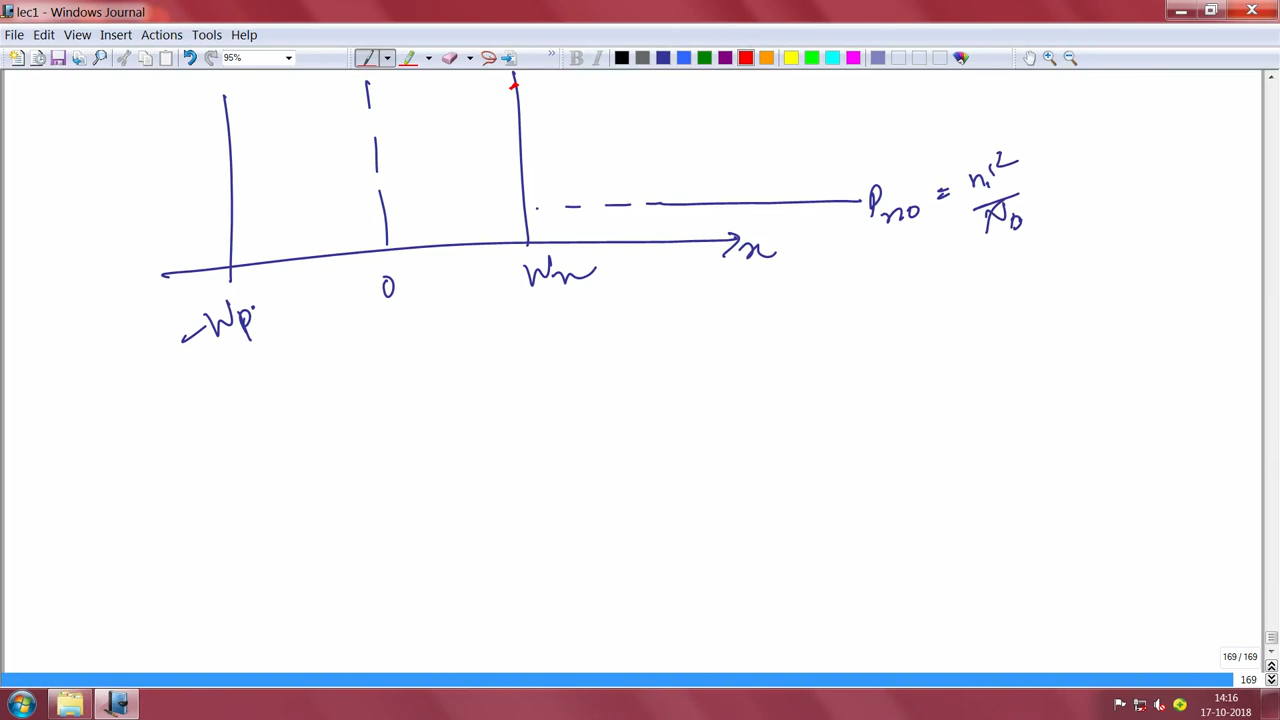 lec1 - Windows Journal
File Edit View Insert Actions Tools Help
95%
B I
Pno = ni²/ND
x
0
Wn
-Wp
169 / 169
169
14:16
17-10-2018